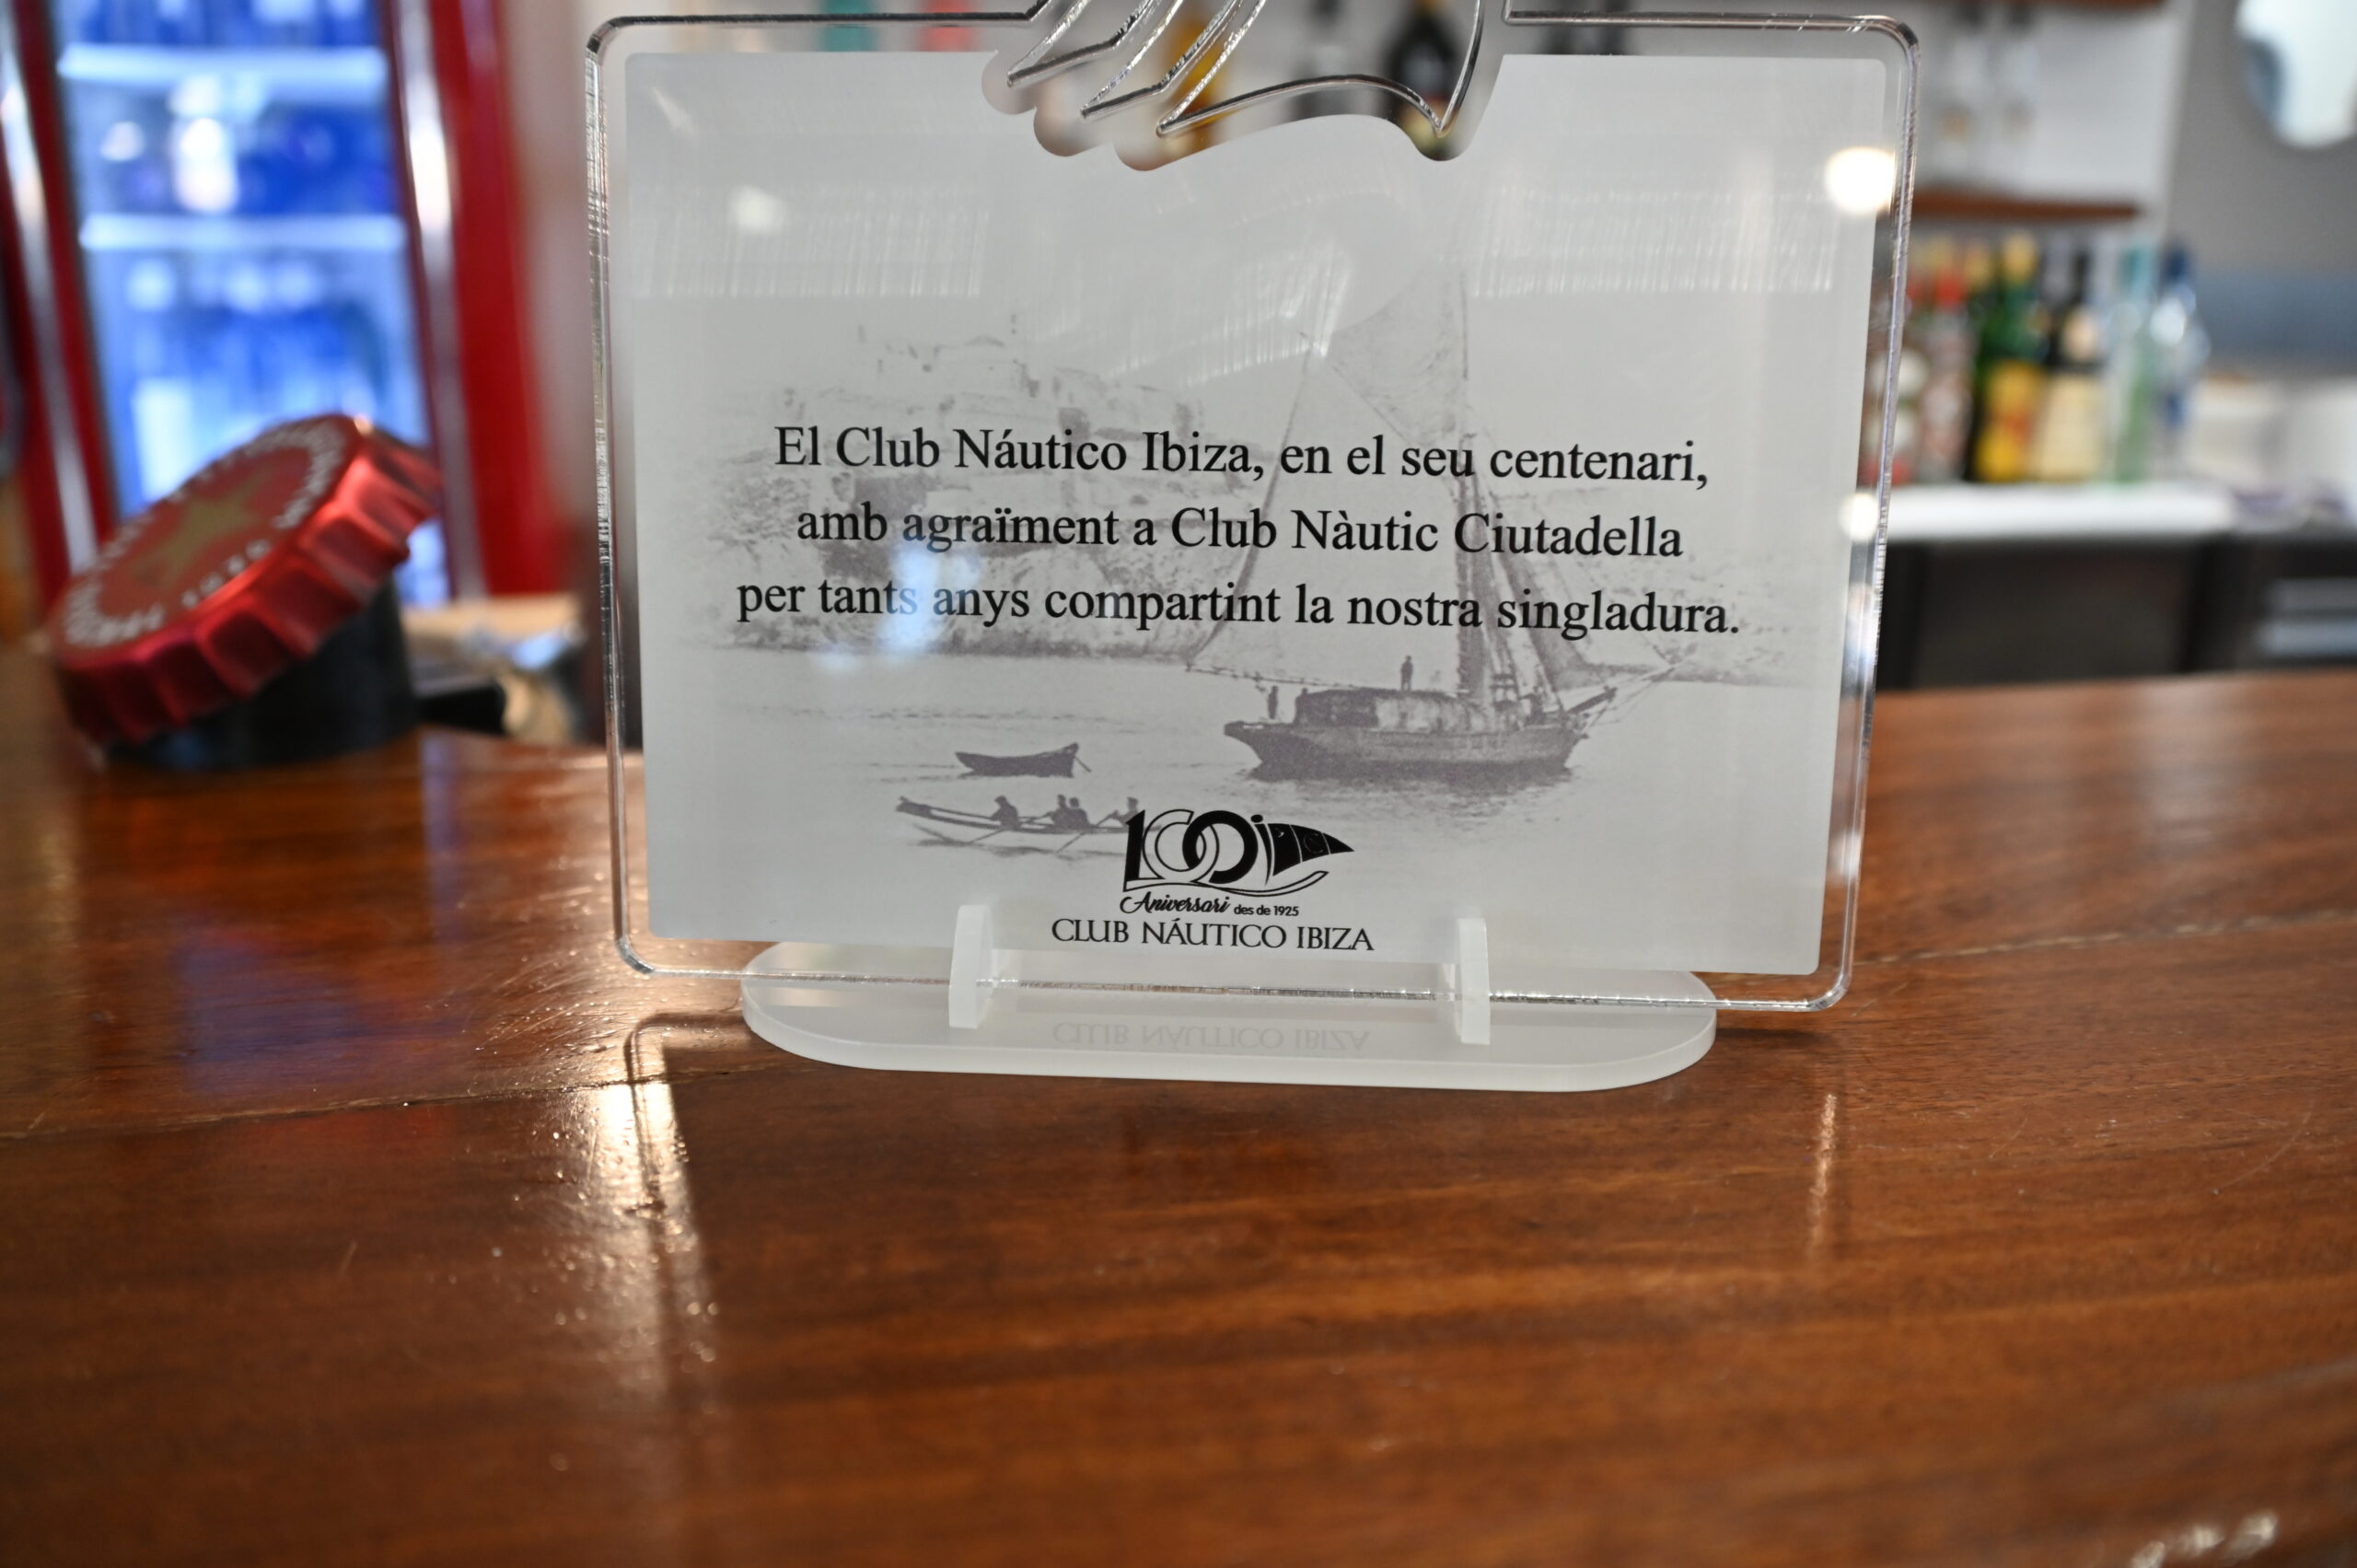 El Club Náutico Ibiza, en el seu centenari,
amb agraïment a Club Nàutic Ciutadella
per tants anys compartint la nostra singladura.
100
Aniversari des de 1925
CLUB NÁUTICO IBIZA